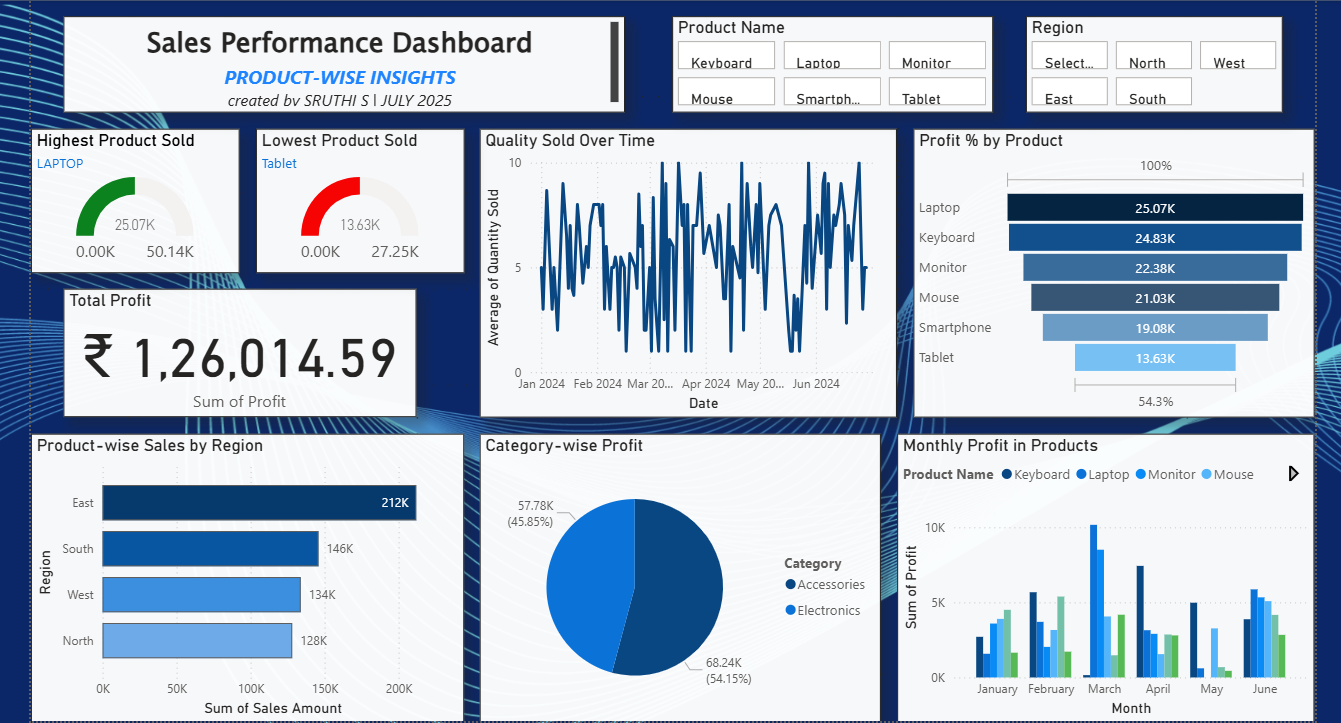 Sales Performance Dashboard
PRODUCT-WISE INSIGHTS
created by SRUTHI S | JULY 2025
Product Name
Keyboard
Laptop
Monitor
Mouse
Smartph...
Tablet
Region
Select...
North
West
East
South
Highest Product Sold
LAPTOP
25.07K
0.00K
50.14K
Lowest Product Sold
Tablet
13.63K
0.00K
27.25K
Total Profit
₹ 1,26,014.59
Sum of Profit
Quality Sold Over Time
Average of Quantity Sold
10
5
0
Jan 2024
Feb 2024
Mar 20...
Apr 2024
May 20...
Jun 2024
Date
Profit % by Product
100%
Laptop 25.07K
Keyboard 24.83K
Monitor 22.38K
Mouse 21.03K
Smartphone 19.08K
Tablet 13.63K
54.3%
Product-wise Sales by Region
Region
East 212K
South 146K
West 134K
North 128K
0K 50K 100K 150K 200K
Sum of Sales Amount
Category-wise Profit
57.78K
(45.85%)
68.24K
(54.15%)
Category
Accessories
Electronics
Monthly Profit in Products
Product Name Keyboard Laptop Monitor Mouse
Sum of Profit
10K
5K
0K
January February March April May June
Month